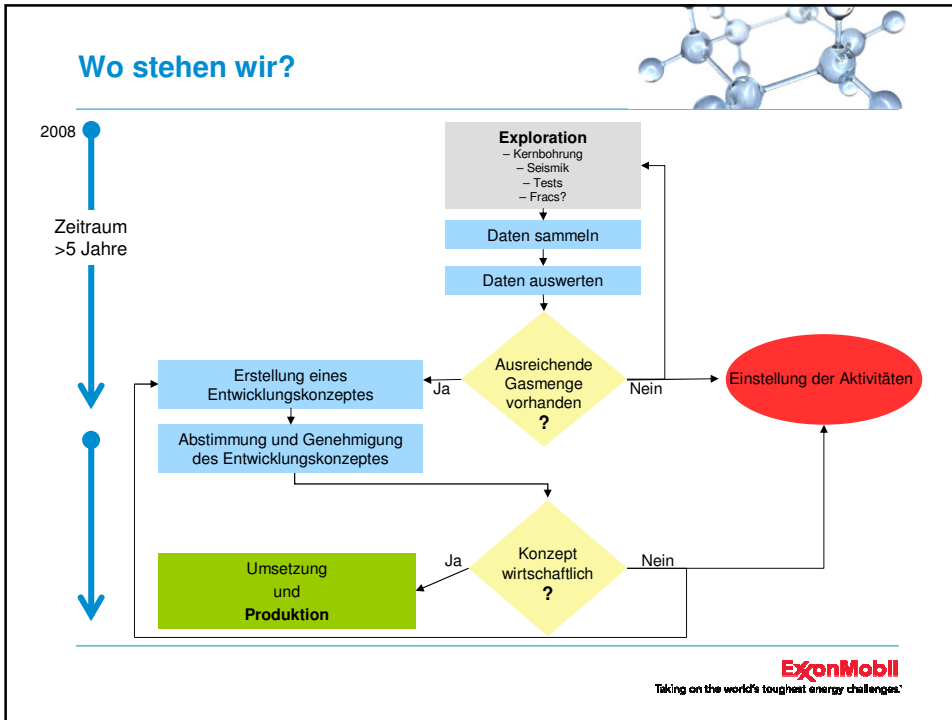 Wo stehen wir?
2008
Zeitraum
>5 Jahre
Exploration
– Kernbohrung
– Seismik
– Tests
– Fracs?
Daten sammeln
Daten auswerten
Ausreichende
Gasmenge
vorhanden
?
Ja
Nein
Einstellung der Aktivitäten
Erstellung eines
Entwicklungskonzeptes
Abstimmung und Genehmigung
des Entwicklungskonzeptes
Konzept
wirtschaftlich
?
Ja
Nein
Umsetzung
und
Produktion
ExxonMobil
Taking on the world's toughest energy challenges.™